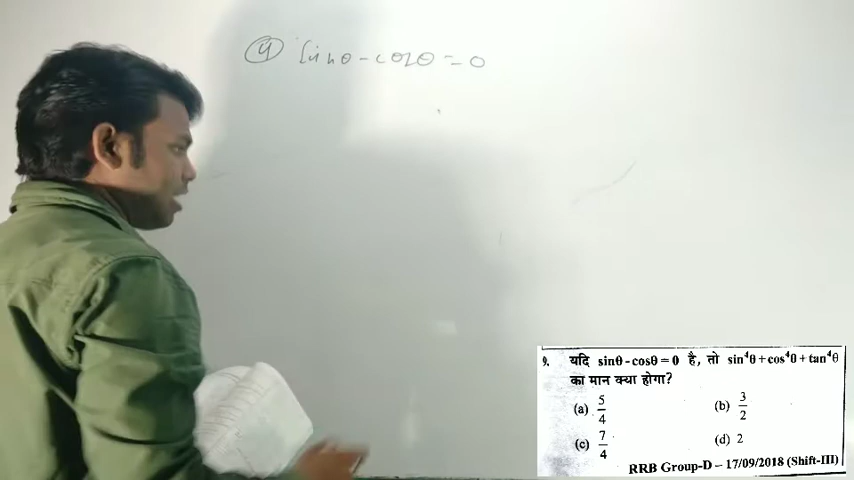 9 sinθ - cosθ = 0
9. यदि sinθ - cosθ = 0 है, तो sin⁴θ + cos⁴θ + tan⁴θ
का मान क्या होगा?
(a) 5/4 (b) 3/2
(c) 7/4 (d) 2
RRB Group-D – 17/09/2018 (Shift-III)